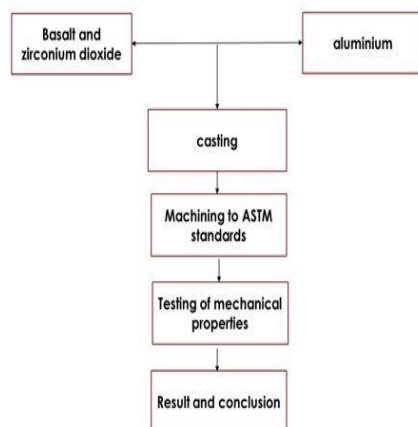 Basalt and
zirconium dioxide
aluminium
casting
Machining to ASTM
standards
Testing of mechanical
properties
Result and conclusion